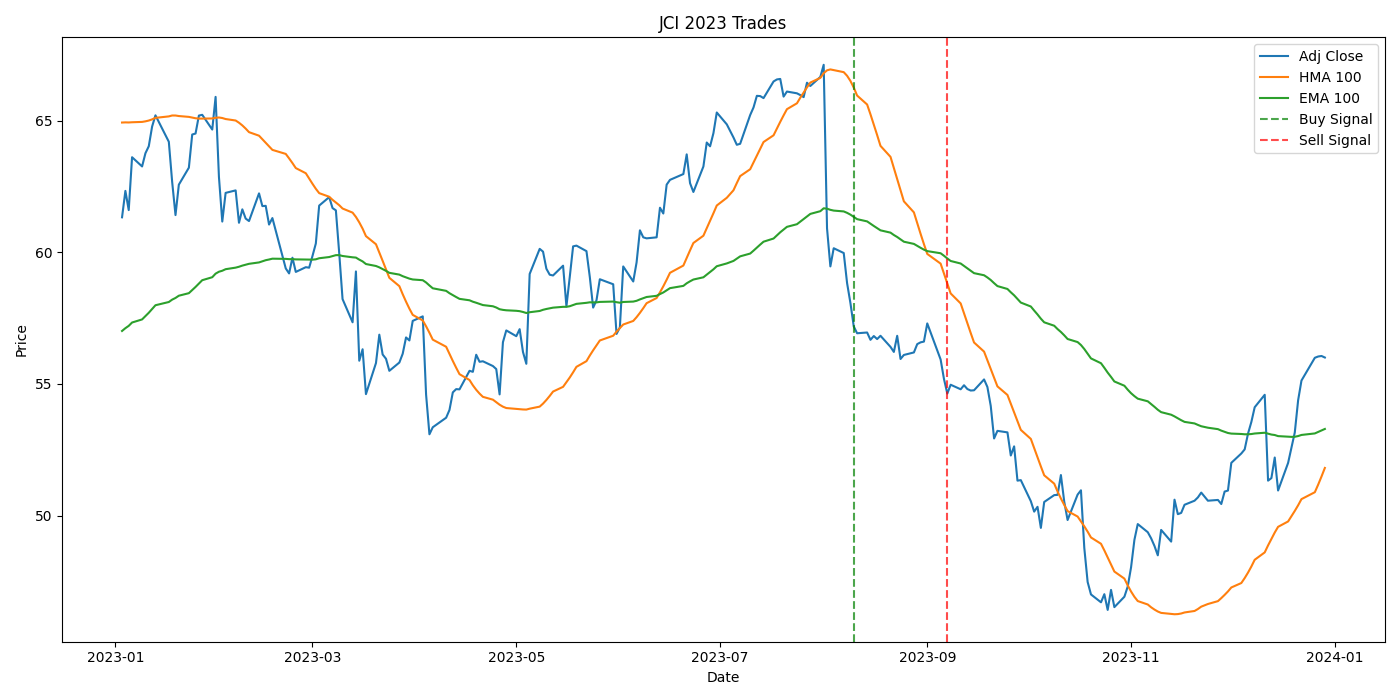 JCI 2023 Trades
Adj Close
HMA 100
EMA 100
Buy Signal
Sell Signal
Price
65
60
55
50
2023-01 2023-03 2023-05 2023-07 2023-09 2023-11 2024-01
Date